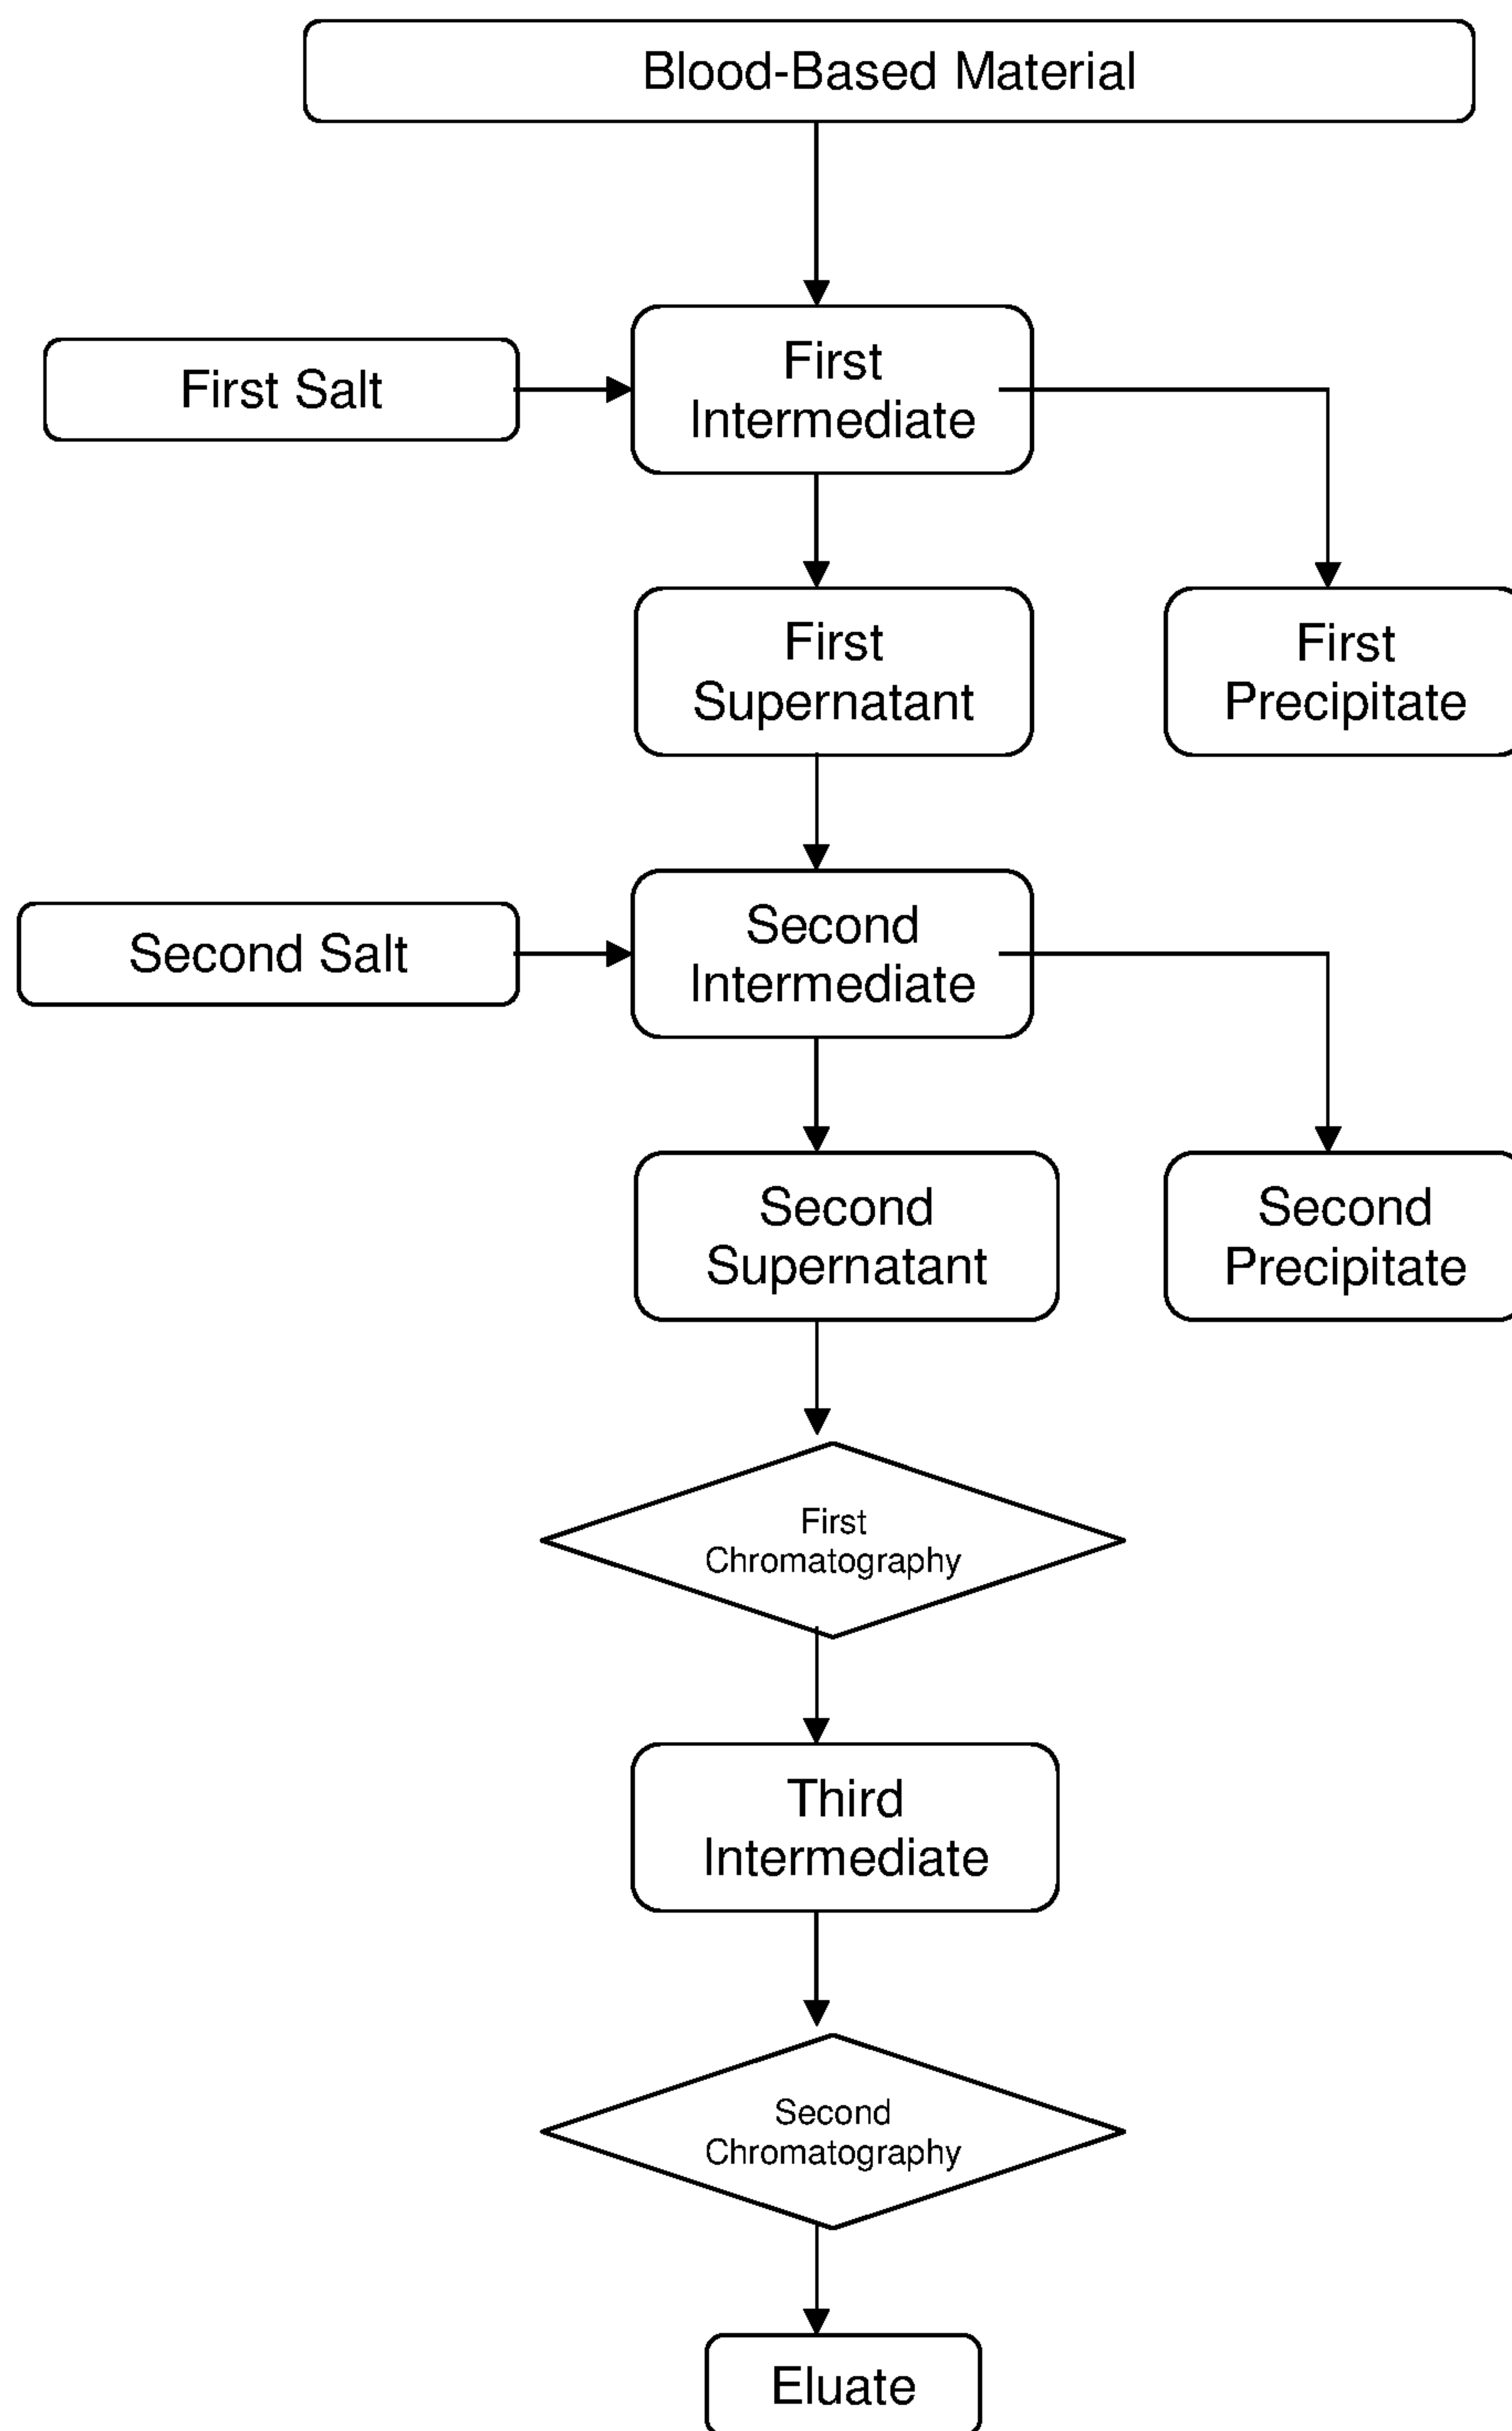 Blood-Based Material
First Salt
First
Intermediate
First
Supernatant
First
Precipitate
Second Salt
Second
Intermediate
Second
Supernatant
Second
Precipitate
First
Chromatography
Third
Intermediate
Second
Chromatography
Eluate